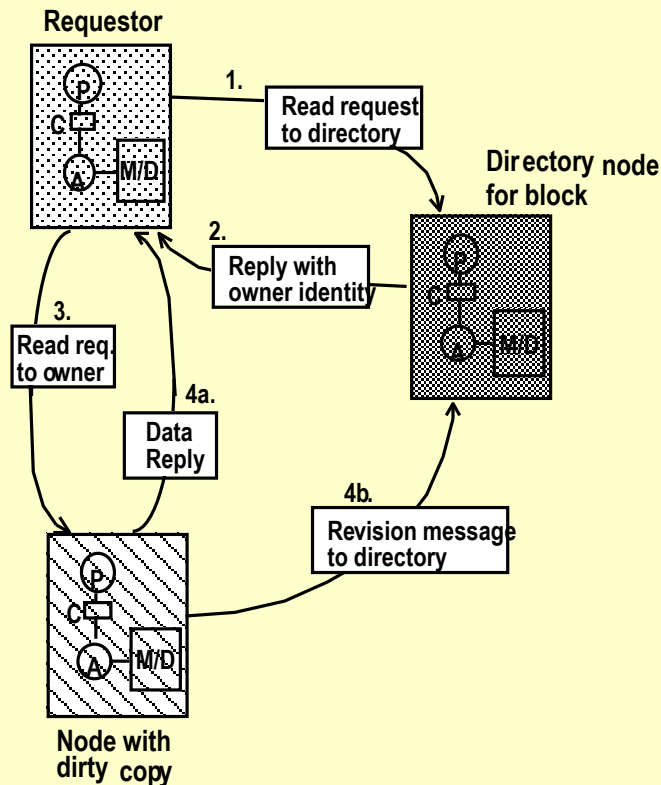 Requestor
P
C
A
M/D
1.
Read request
to directory
Directory node
for block
P
C
A
M/D
2.
Reply with
owner identity
3.
Read req.
to owner
4a.
Data
Reply
4b.
Revision message
to directory
P
C
A
M/D
Node with
dirty copy